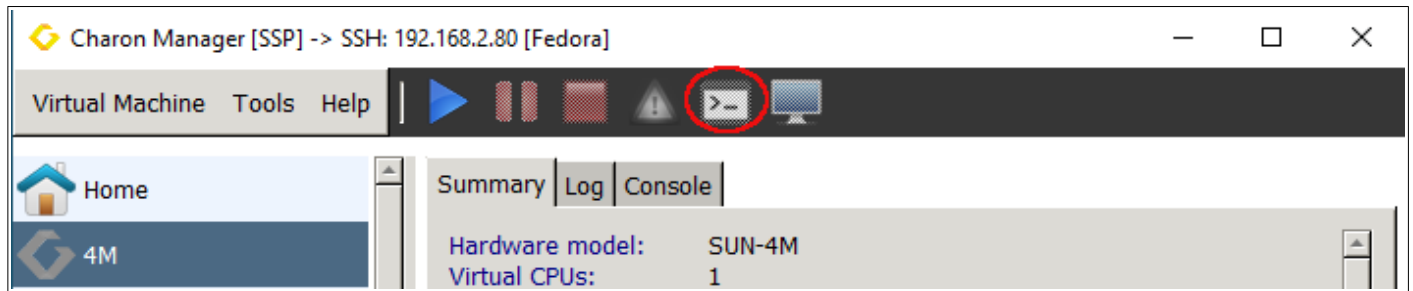 Charon Manager [SSP] -> SSH: 192.168.2.80 [Fedora]
Virtual Machine Tools Help
>_
Home
Summary Log Console
4M
Hardware model: SUN-4M
Virtual CPUs: 1